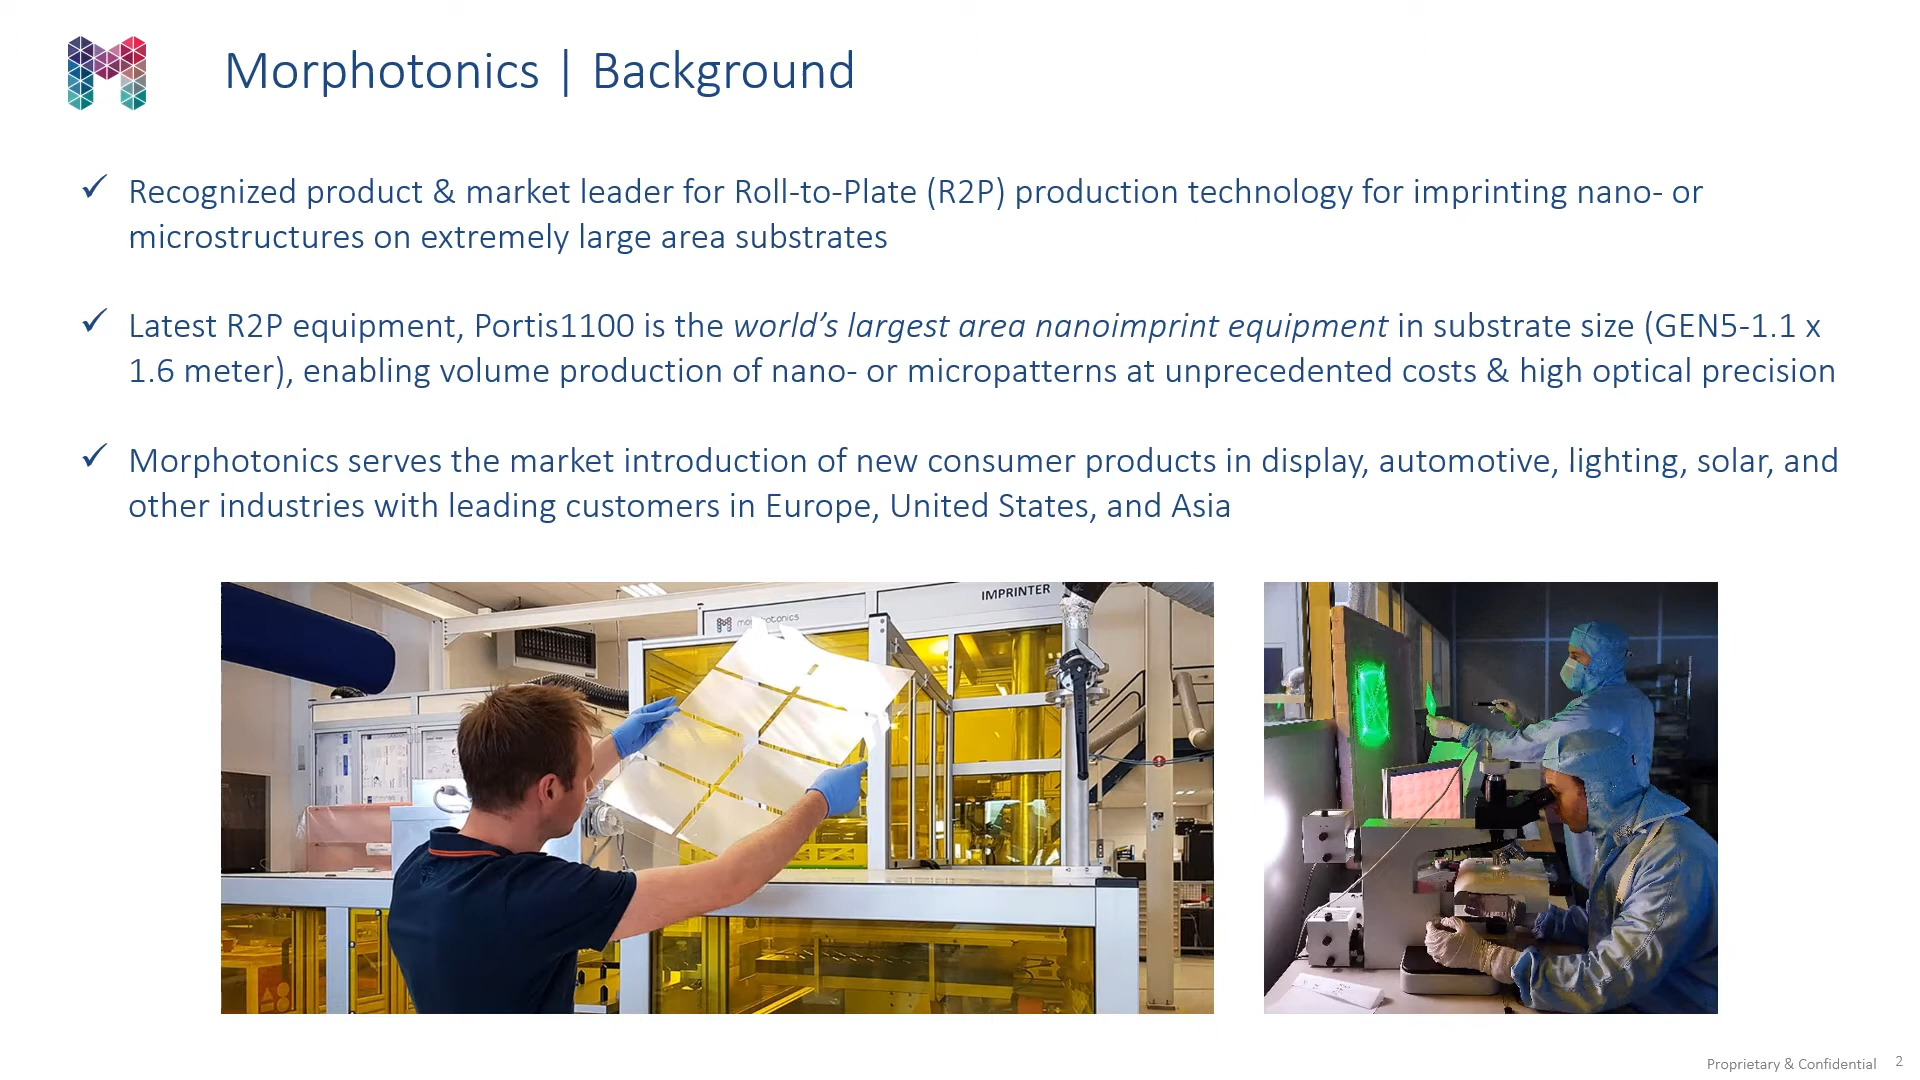 Morphotonics | Background
Recognized product & market leader for Roll-to-Plate (R2P) production technology for imprinting nano- or
microstructures on extremely large area substrates
Latest R2P equipment, Portis1100 is the world’s largest area nanoimprint equipment in substrate size (GEN5-1.1 x
1.6 meter), enabling volume production of nano- or micropatterns at unprecedented costs & high optical precision
Morphotonics serves the market introduction of new consumer products in display, automotive, lighting, solar, and
other industries with leading customers in Europe, United States, and Asia
IMPRINTER
morphotonics
Proprietary & Confidential 2